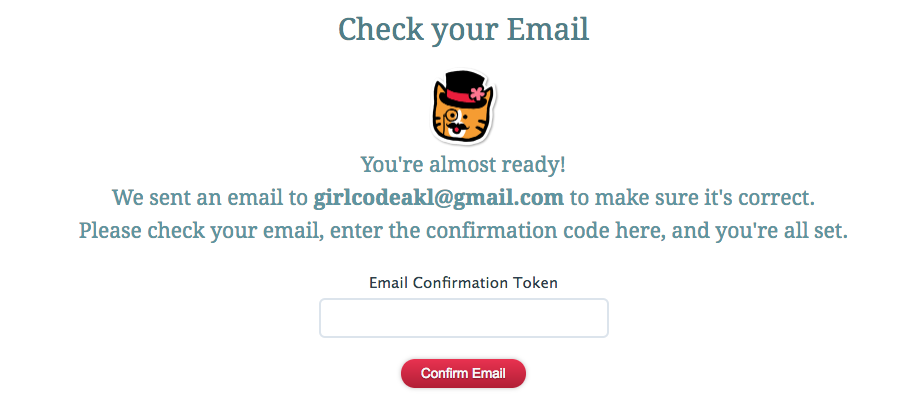 Check your Email
You're almost ready!
We sent an email to girlcodeakl@gmail.com to make sure it's correct.
Please check your email, enter the confirmation code here, and you're all set.
Email Confirmation Token
Confirm Email